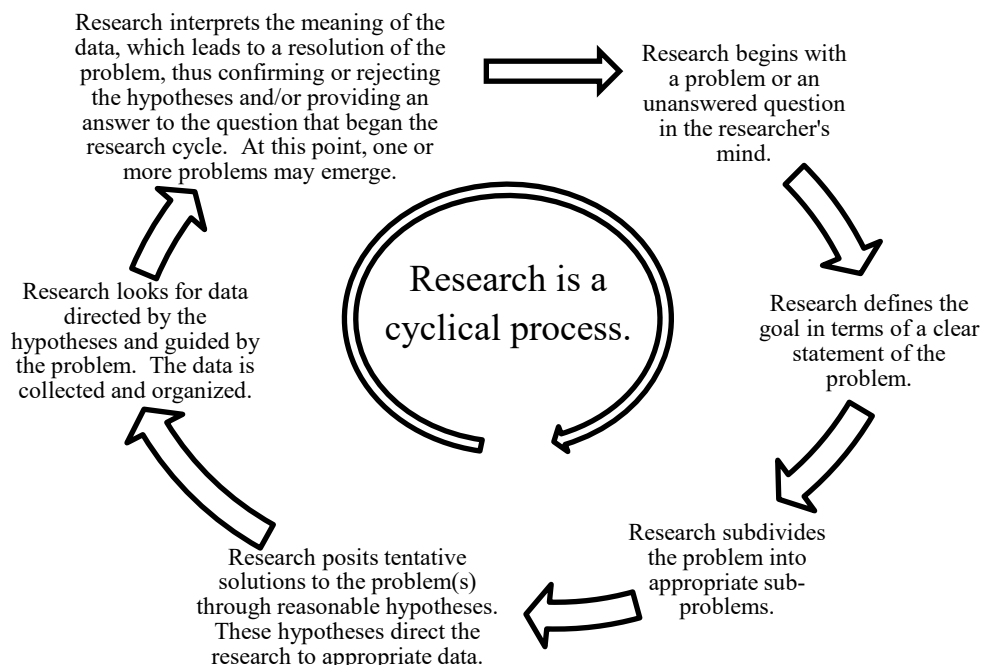 Research interprets the meaning of the
data, which leads to a resolution of the
problem, thus confirming or rejecting
the hypotheses and/or providing an
answer to the question that began the
research cycle.  At this point, one or
more problems may emerge.
Research begins with
a problem or an
unanswered question
in the researcher's
mind.
Research is a
cyclical process.
Research looks for data
directed by the
hypotheses and guided by
the problem.  The data is
collected and organized.
Research defines the
goal in terms of a clear
statement of the
problem.
Research subdivides
the problem into
appropriate sub-
problems.
Research posits tentative
solutions to the problem(s)
through reasonable hypotheses.
These hypotheses direct the
research to appropriate data.